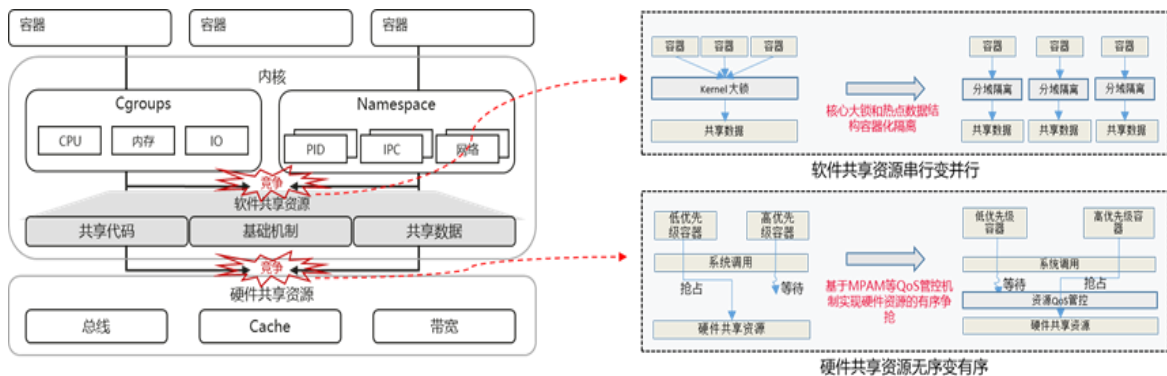 容器
容器
容器
内核
Cgroups
CPU
内存
IO
Namespace
PID
IPC
网络
竞争
软件共享资源
共享代码
基础机制
共享数据
竞争
硬件共享资源
总线
Cache
带宽
容器
容器
容器
Kernel 大锁
共享数据
核心大锁和热点数据结
构容器化隔离
容器
容器
容器
分域隔离
分域隔离
分域隔离
共享数据
共享数据
共享数据
软件共享资源串行变并行
低优先
级容器
高优先
级容器
系统调用
抢占
等待
硬件共享资源
基于MPAM等QoS管控机
制实现硬件资源的有序争
抢
低优先级
容器
高优先级容
器
系统调用
等待
抢占
资源QoS管控
硬件共享资源
硬件共享资源无序变有序